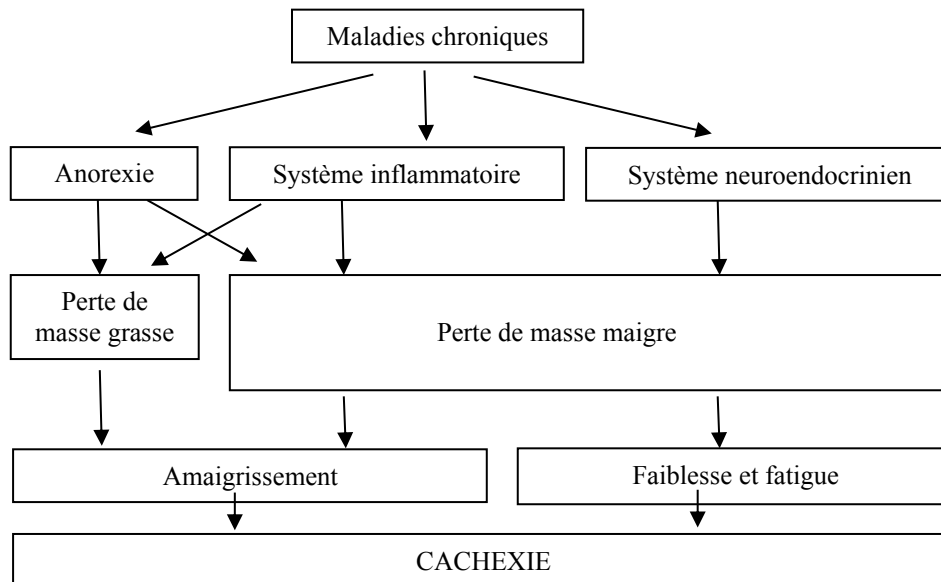 Maladies chroniques
Anorexie
Système inflammatoire
Système neuroendocrinien
Perte de
masse grasse
Perte de masse maigre
Amaigrissement
Faiblesse et fatigue
CACHEXIE